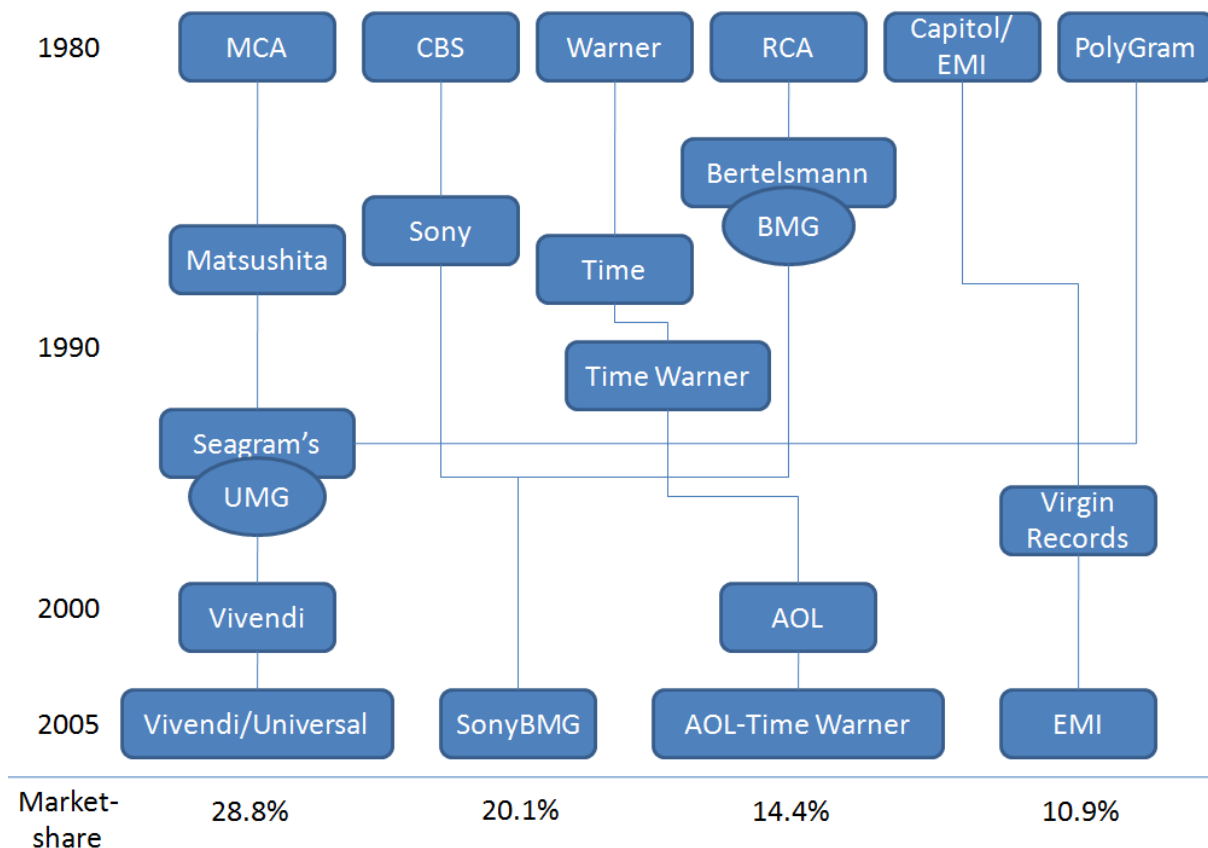 1980
MCA
CBS
Warner
RCA
Capitol/
EMI
PolyGram
Bertelsmann
BMG
Sony
Matsushita
Time
1990
Time Warner
Seagram's
UMG
Virgin
Records
2000
Vivendi
AOL
2005
Vivendi/Universal
SonyBMG
AOL-Time Warner
EMI
Market-
share
28.8%
20.1%
14.4%
10.9%